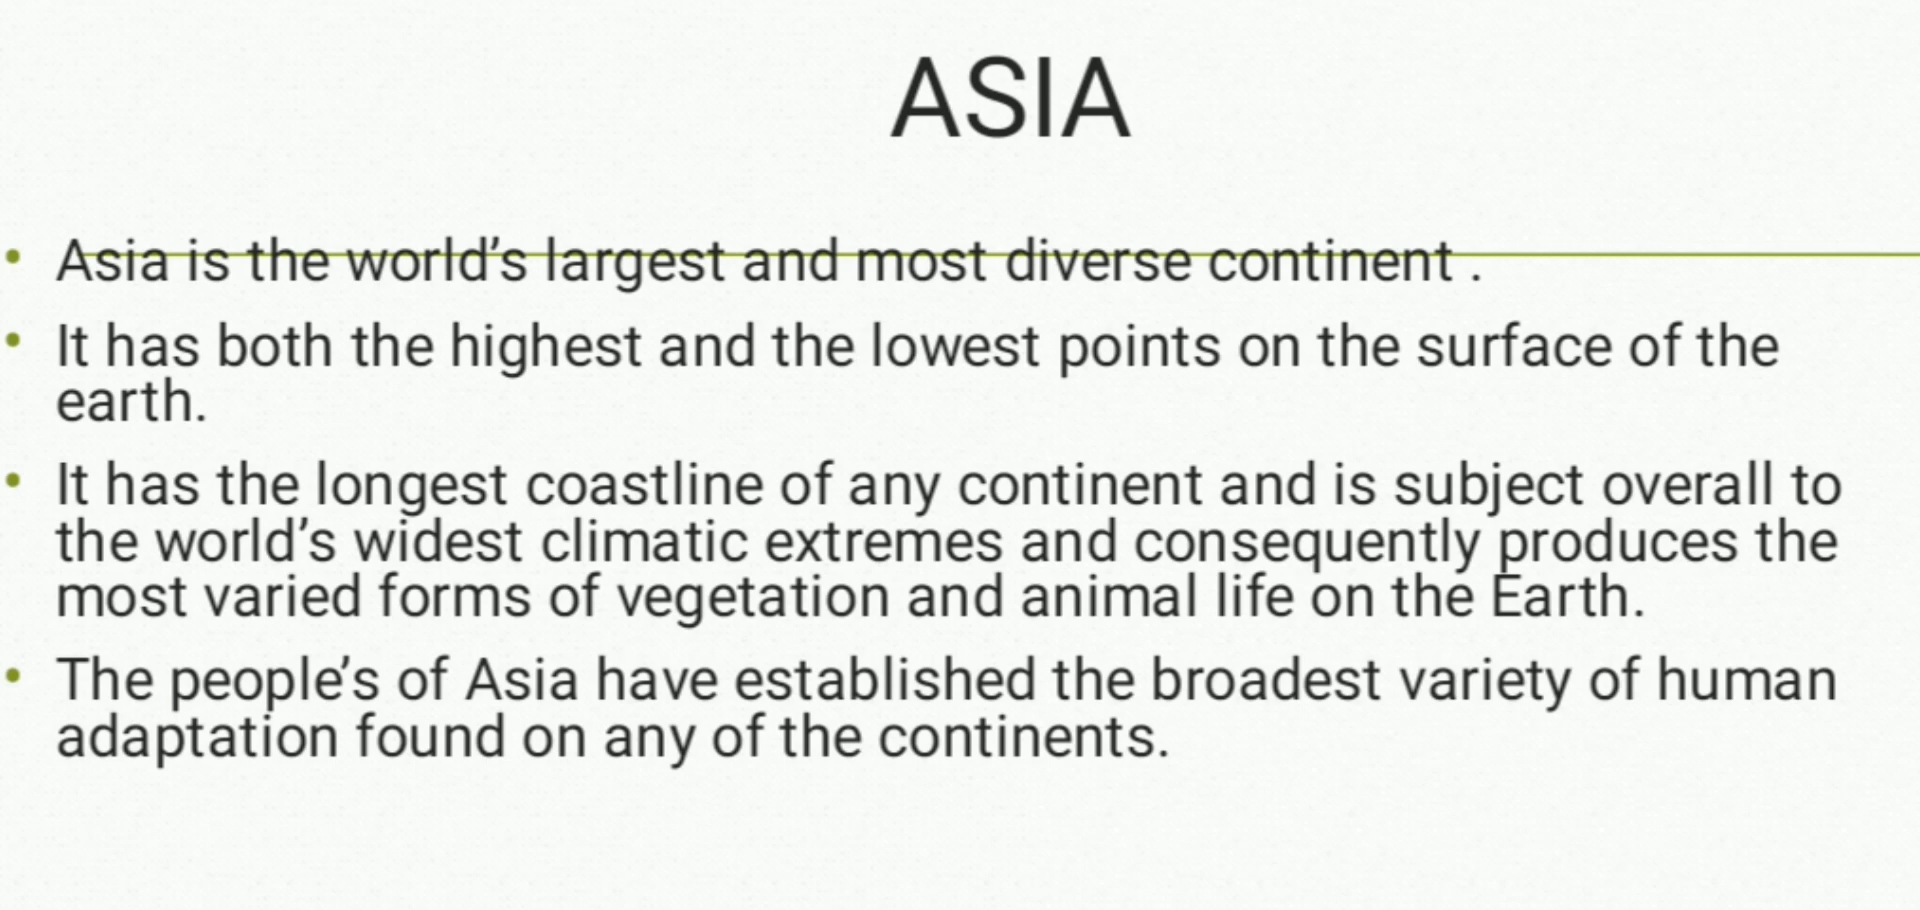 ASIA
• Asia is the world’s largest and most diverse continent .
• It has both the highest and the lowest points on the surface of the
earth.
• It has the longest coastline of any continent and is subject overall to
the world’s widest climatic extremes and consequently produces the
most varied forms of vegetation and animal life on the Earth.
• The people’s of Asia have established the broadest variety of human
adaptation found on any of the continents.